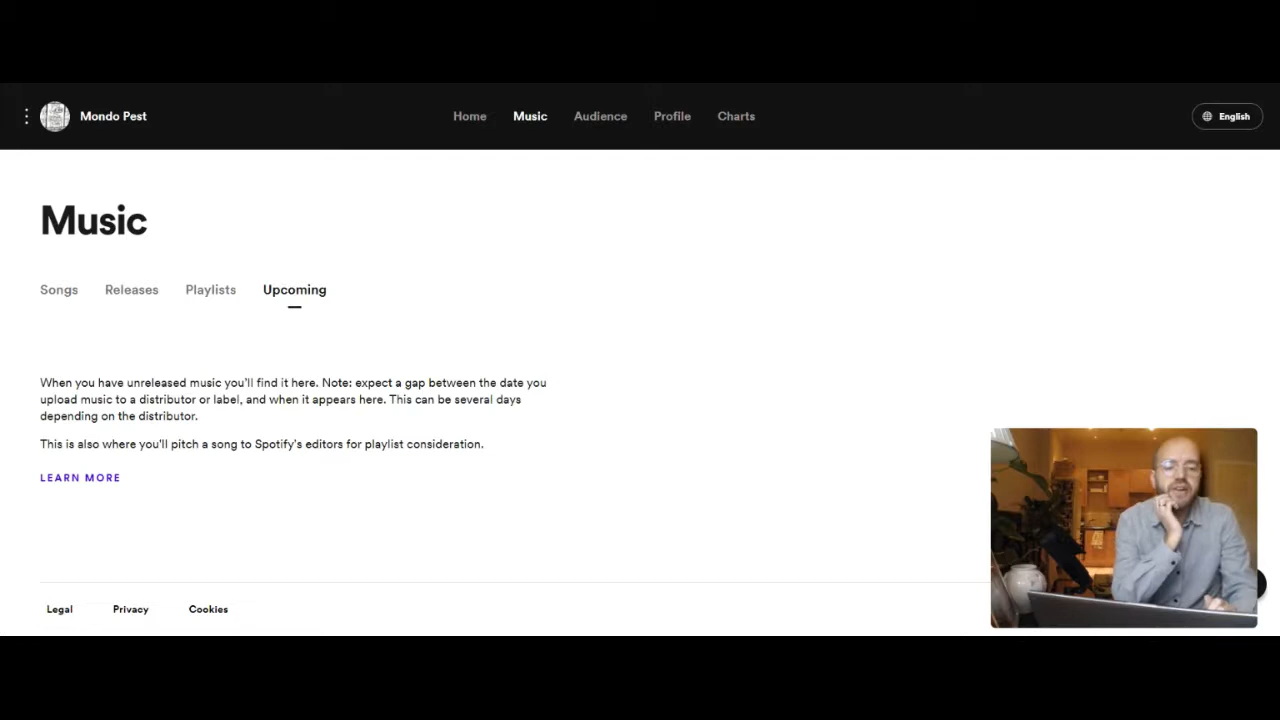 Mondo Pest
Home Music Audience Profile Charts
English
Music
Songs Releases Playlists Upcoming
When you have unreleased music you'll find it here. Note: expect a gap between the date you
upload music to a distributor or label, and when it appears here. This can be several days
depending on the distributor.
This is also where you'll pitch a song to Spotify's editors for playlist consideration.
LEARN MORE
Legal Privacy Cookies